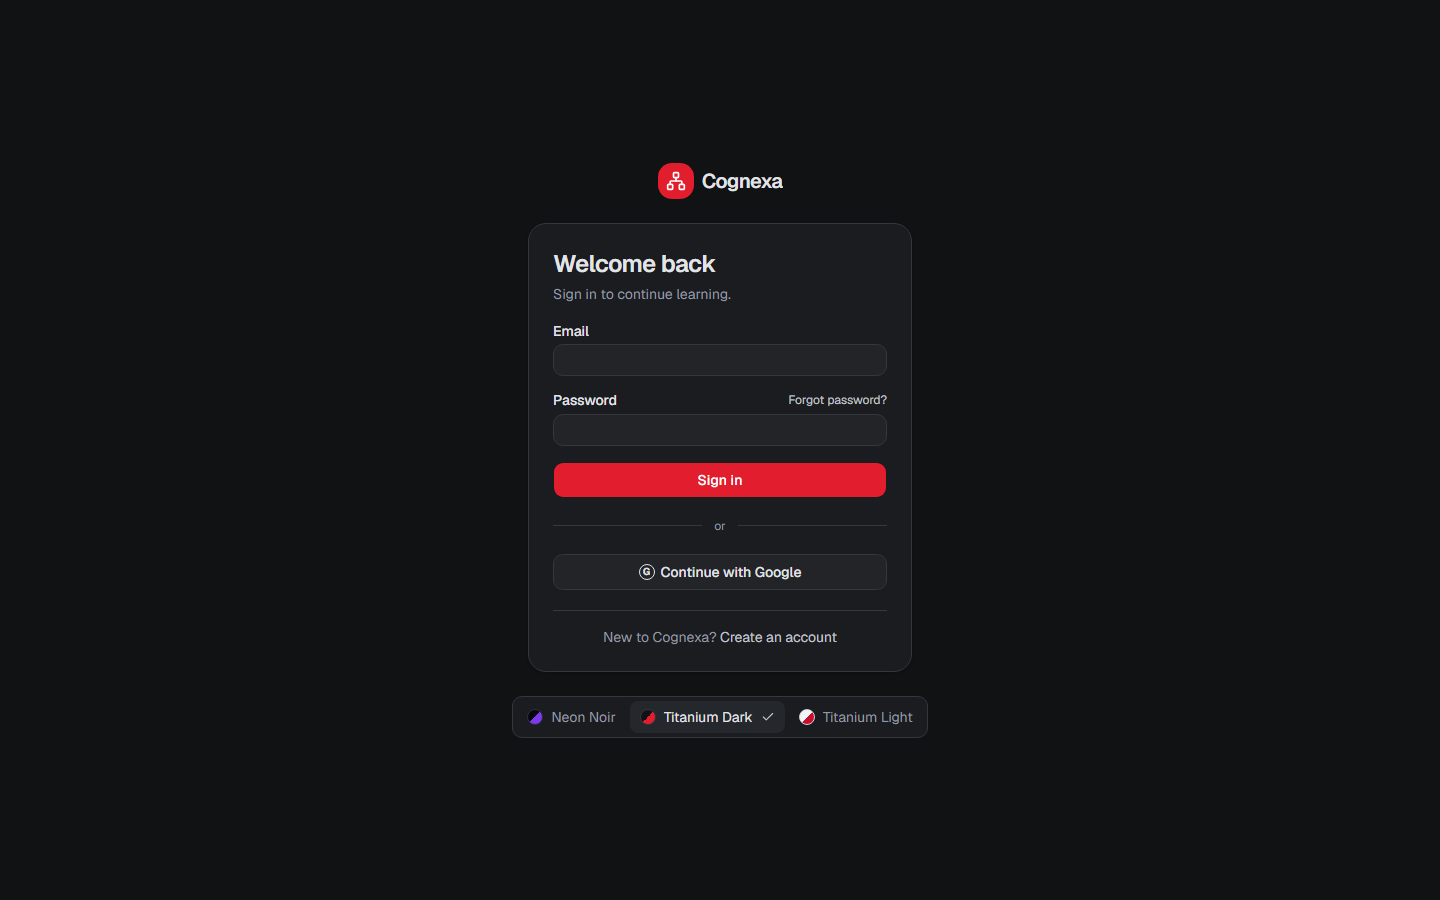 Cognexa
Welcome back
Sign in to continue learning.
Email
Password Forgot password?
Sign in
or
G Continue with Google
New to Cognexa? Create an account
Neon Noir Titanium Dark Titanium Light